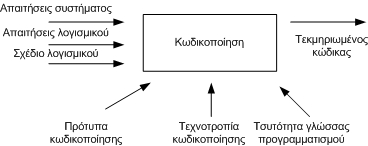 Απαιτήσεις συστήματος
Απαιτήσεις λογισμικού
Σχέδιο λογισμικού
Κωδικοποίηση
Τεκμηριωμένος
κώδικας
Πρότυπα
κωδικοποίησης
Τεχνοτροπία
κωδικοποίησης
Τσυτότητα γλώσσας
προγραμματισμού